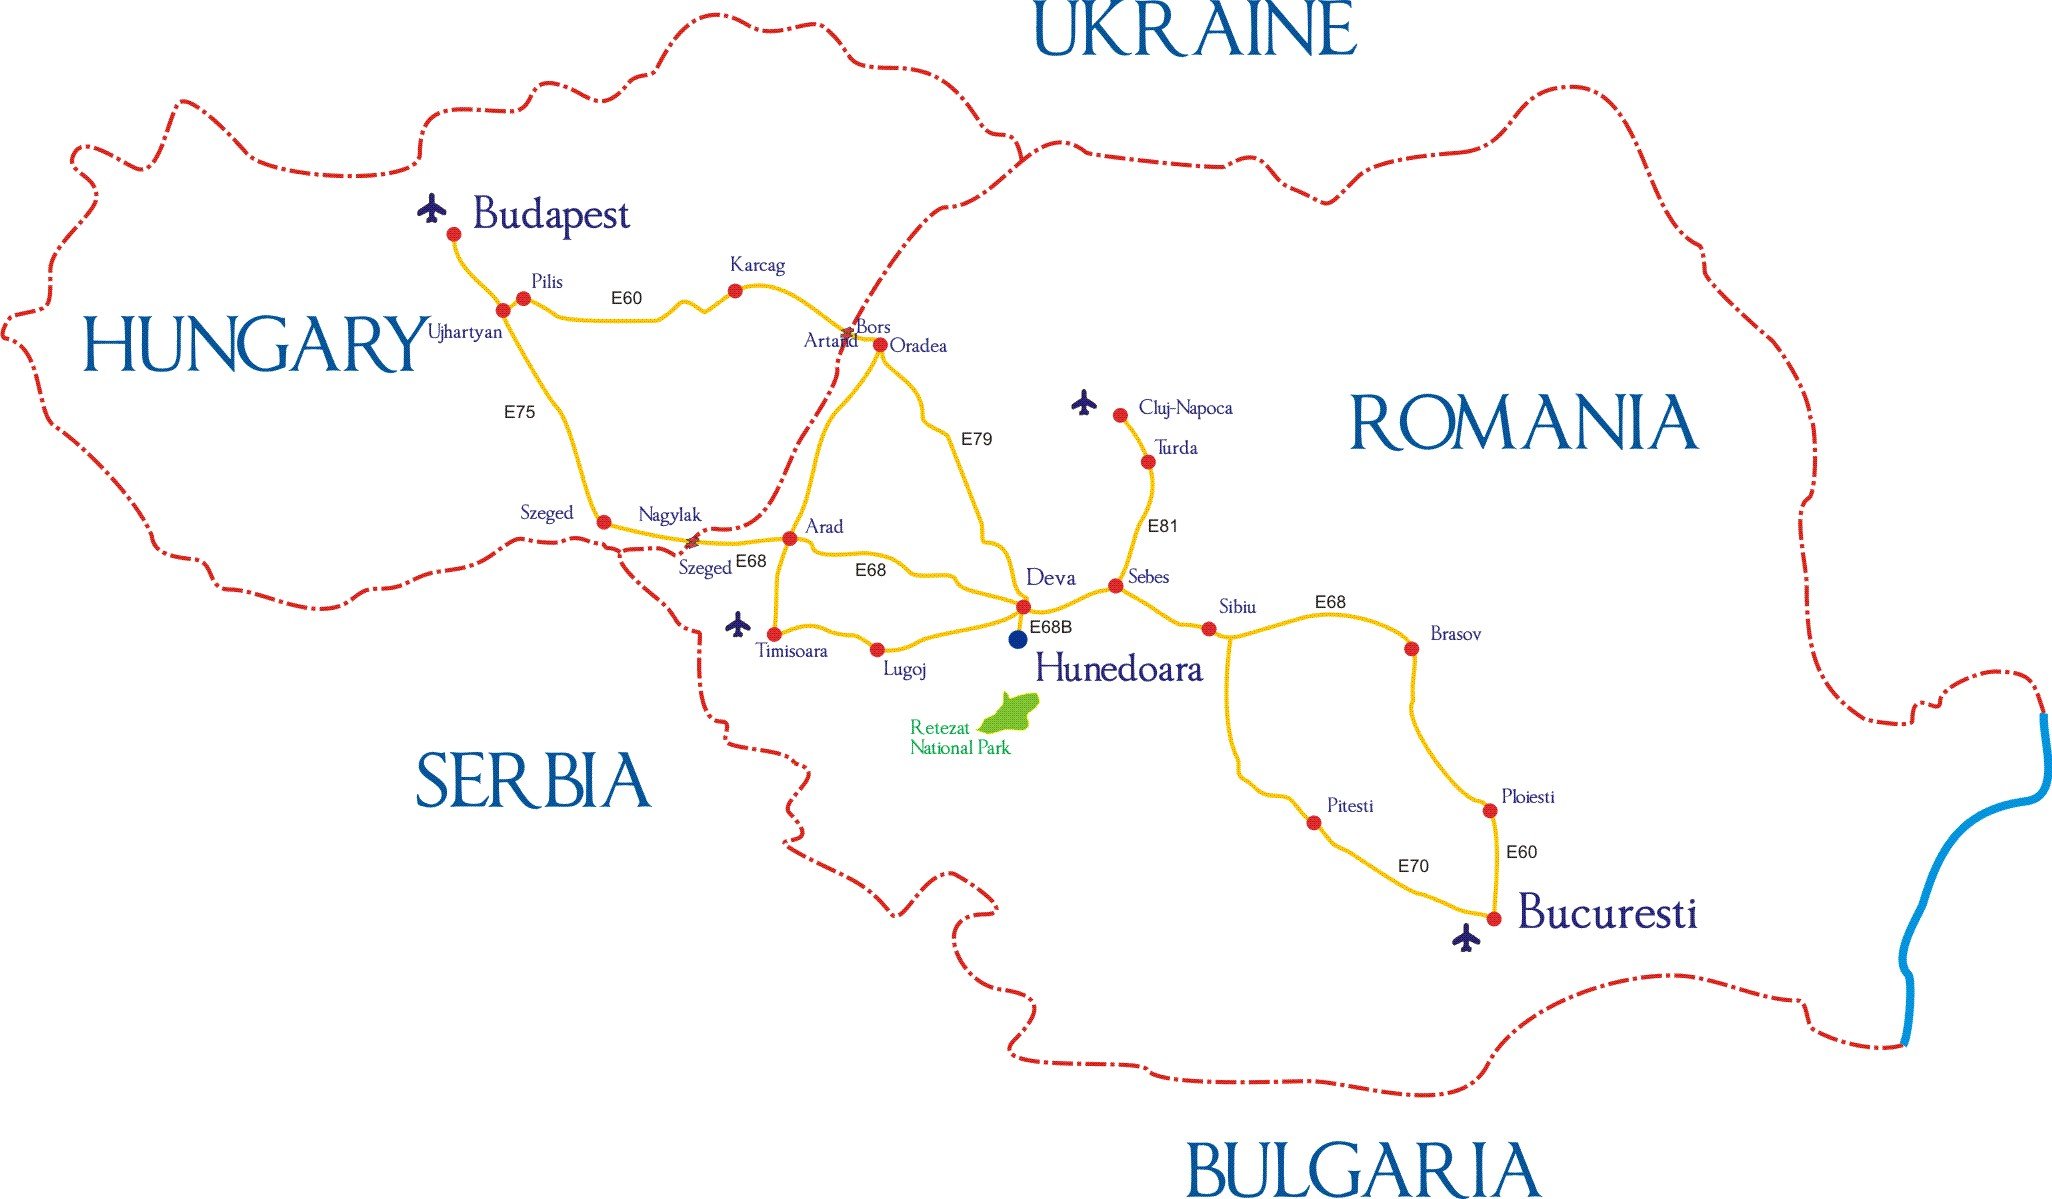 UKRAINE
Budapest
Karcag
Pilis
E60
HUNGARY
Ujhartyan
Bors
Artand
Oradea
E75
Cluj-Napoca
ROMANIA
E79
Turda
Szeged
Nagylak
Arad
E81
Szeged
E68
E68
Deva
Sebes
Sibiu
E68
E68B
Brasov
Timisoara
Lugoj
Hunedoara
Retezat
National Park
SERBIA
Pitesti
Ploiesti
E70
E60
Bucuresti
BULGARIA